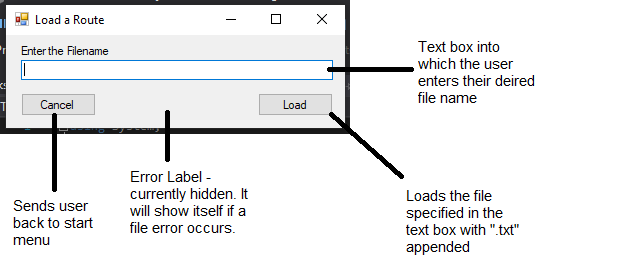 Load a Route
Enter the Filename
Cancel
Load
Text box into
which the user
enters their deired
file name
Sends user
back to start
menu
Error Label -
currently hidden. It
will show itself if a
file error occurs.
Loads the file
specified in the
text box with ".txt"
appended